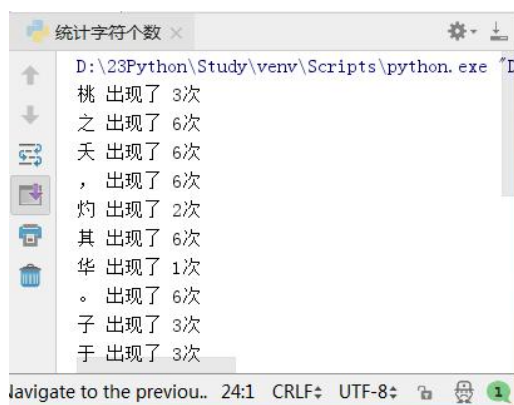 统计字符个数 ×
D:\23Python\Study\venv\Scripts\python.exe "D
桃 出现了 3次
之 出现了 6次
夭 出现了 6次
， 出现了 6次
灼 出现了 2次
其 出现了 6次
华 出现了 1次
。 出现了 6次
子 出现了 3次
于 出现了 3次
Navigate to the previou.. 24:1 CRLF UTF-8 1